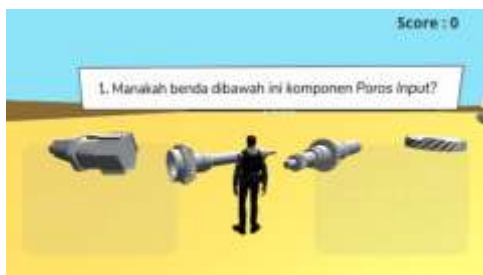 Score : 0
1. Manakah benda dibawah ini komponen Poros Input?